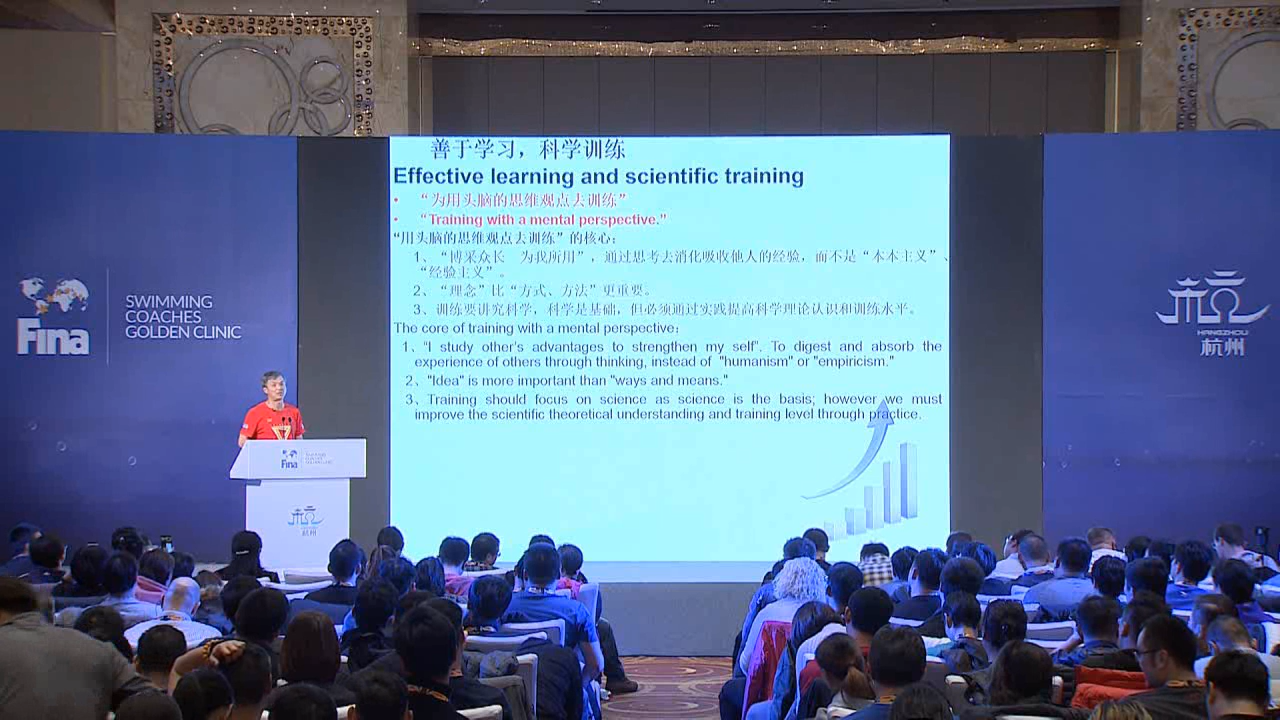 善于学习，科学训练
Effective learning and scientific training
• “为用头脑的思维观点去训练”
• “Training with a mental perspective.”
“用头脑的思维观点去训练”的核心：
1、“博采众长 为我所用”，通过思考去消化吸收他人的经验，而不是“本本主义”、
“经验主义”。
2、“理念”比“方式、方法”更重要。
3、训练要讲究科学，科学是基础，但必须通过实践提高科学理论认识和训练水平。
The core of training with a mental perspective：
1、"I study others' advantages to strengthen my self". To digest and absorb the
experience of others through thinking, instead of "humanism" or "empiricism."
2、"Idea" is more important than "ways and means."
3、Training should focus on science as science is the basis; however we must
improve the scientific theoretical understanding and training level through practice.
Fina
SWIMMING
COACHES
GOLDEN CLINIC
HANGZHOU
杭州
Fina
杭州